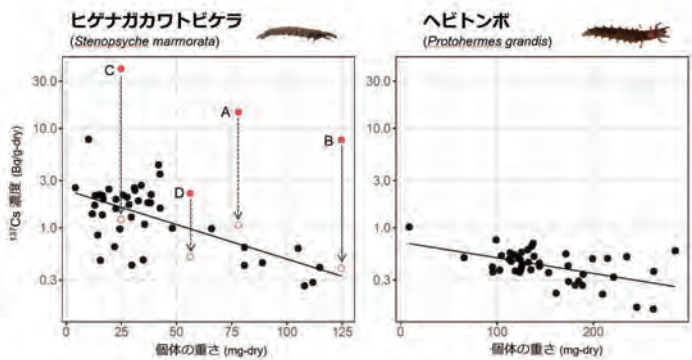 ヒゲナガカワトビケラ
(Stenopsyche marmorata)
ヘビトンボ
(Protohermes grandis)
137Cs 濃度 (Bq/g-dry)
30.0
10.0
3.0
1.0
0.3
C
A
B
D
0
25
50
75
100
125
個体の重さ (mg-dry)
30.0
10.0
3.0
1.0
0.3
0
100
200
個体の重さ (mg-dry)